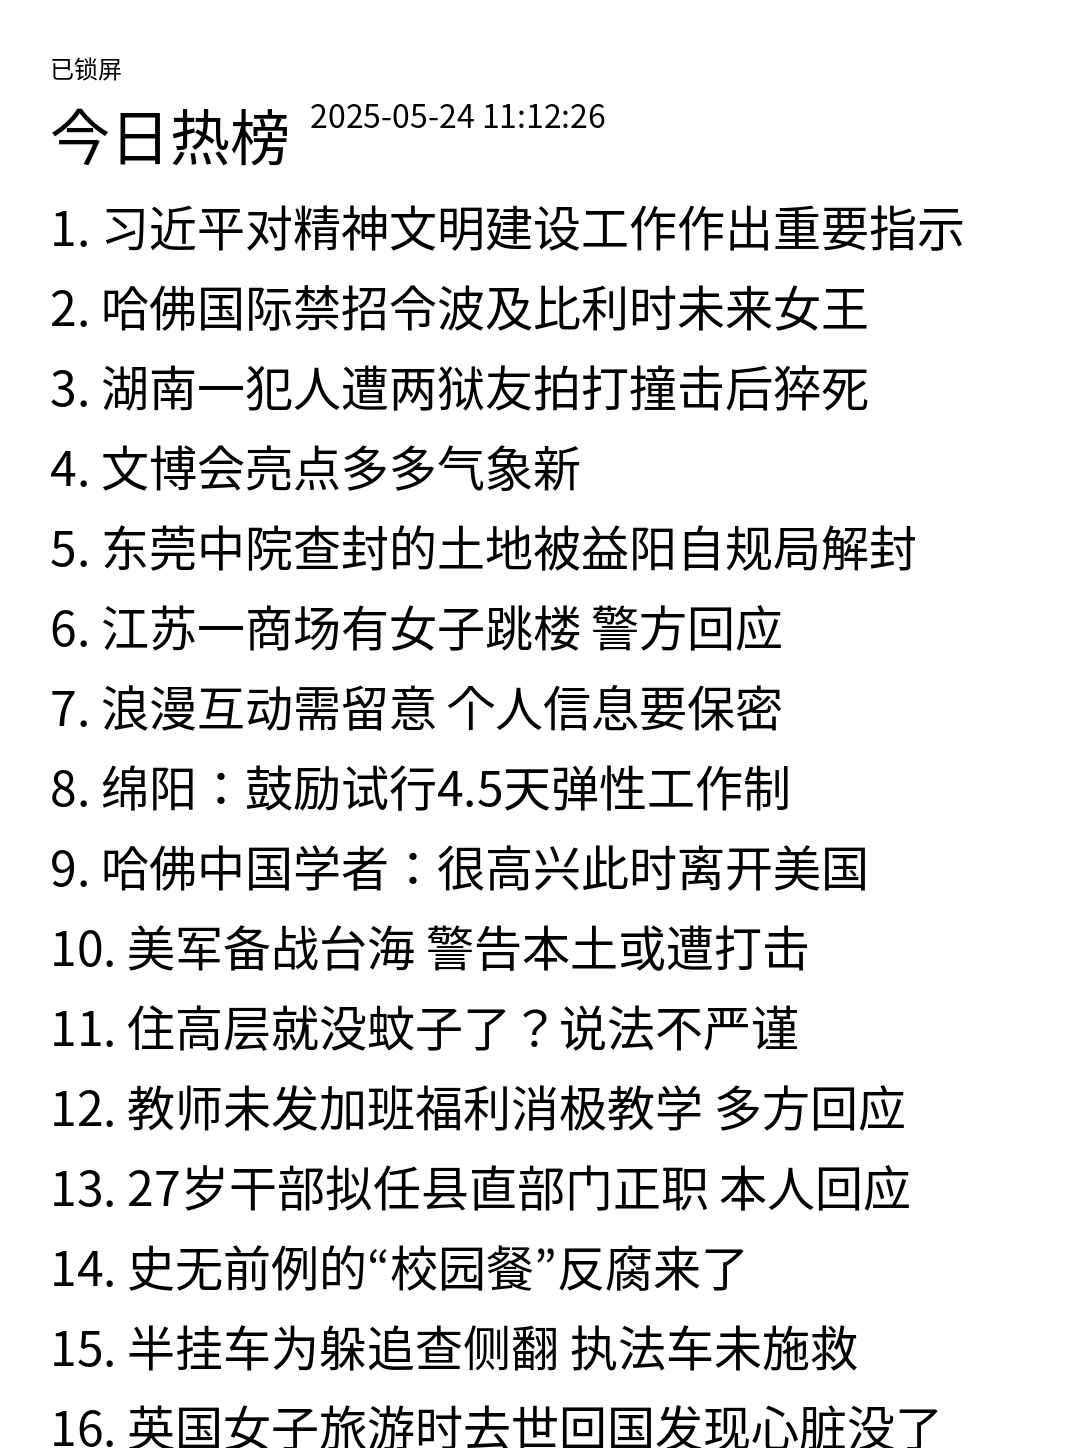 已锁屏
今日热榜 2025-05-24 11:12:26
1. 习近平对精神文明建设工作作出重要指示
2. 哈佛国际禁招令波及比利时未来女王
3. 湖南一犯人遭两狱友拍打撞击后猝死
4. 文博会亮点多多气象新
5. 东莞中院查封的土地被益阳自规局解封
6. 江苏一商场有女子跳楼 警方回应
7. 浪漫互动需留意 个人信息要保密
8. 绵阳：鼓励试行4.5天弹性工作制
9. 哈佛中国学者：很高兴此时离开美国
10. 美军备战台海 警告本土或遭打击
11. 住高层就没蚊子了？说法不严谨
12. 教师未发加班福利消极教学 多方回应
13. 27岁干部拟任县直部门正职 本人回应
14. 史无前例的“校园餐”反腐来了
15. 半挂车为躲追查侧翻 执法车未施救
16. 英国女子旅游时去世回国发现心脏没了